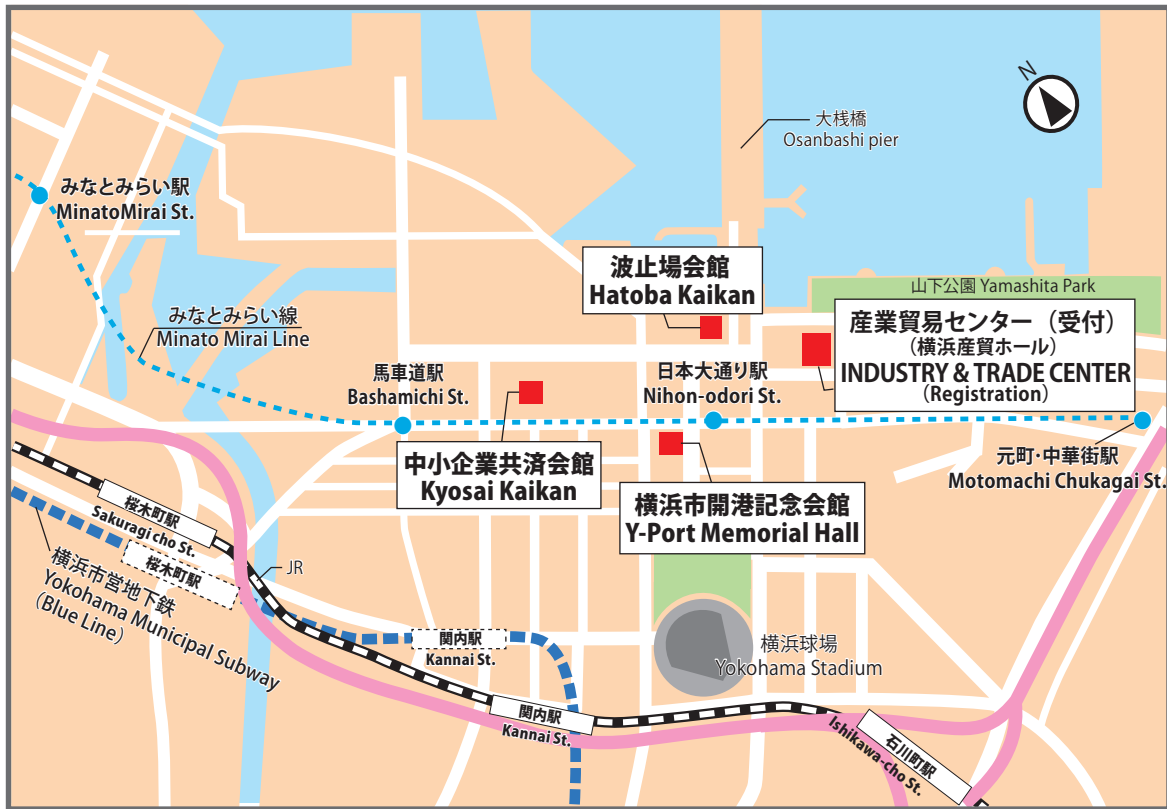 N
大桟橋
Osanbashi pier
みなとみらい駅
MinatoMirai St.
波止場会館
Hatoba Kaikan
山下公園 Yamashita Park
産業貿易センター（受付）
（横浜産貿ホール）
INDUSTRY & TRADE CENTER
(Registration)
みなとみらい線
Minato Mirai Line
馬車道駅
Bashamichi St.
日本大通り駅
Nihon-odori St.
中小企業共済会館
Kyosai Kaikan
元町・中華街駅
Motomachi Chukagai St.
横浜市開港記念会館
Y-Port Memorial Hall
桜木町駅
Sakuragi cho St.
桜木町駅
JR
横浜市営地下鉄
Yokohama Municipal Subway
(Blue Line)
関内駅
Kannai St.
横浜球場
Yokohama Stadium
関内駅
Kannai St.
石川町駅
Ishikawa-cho St.